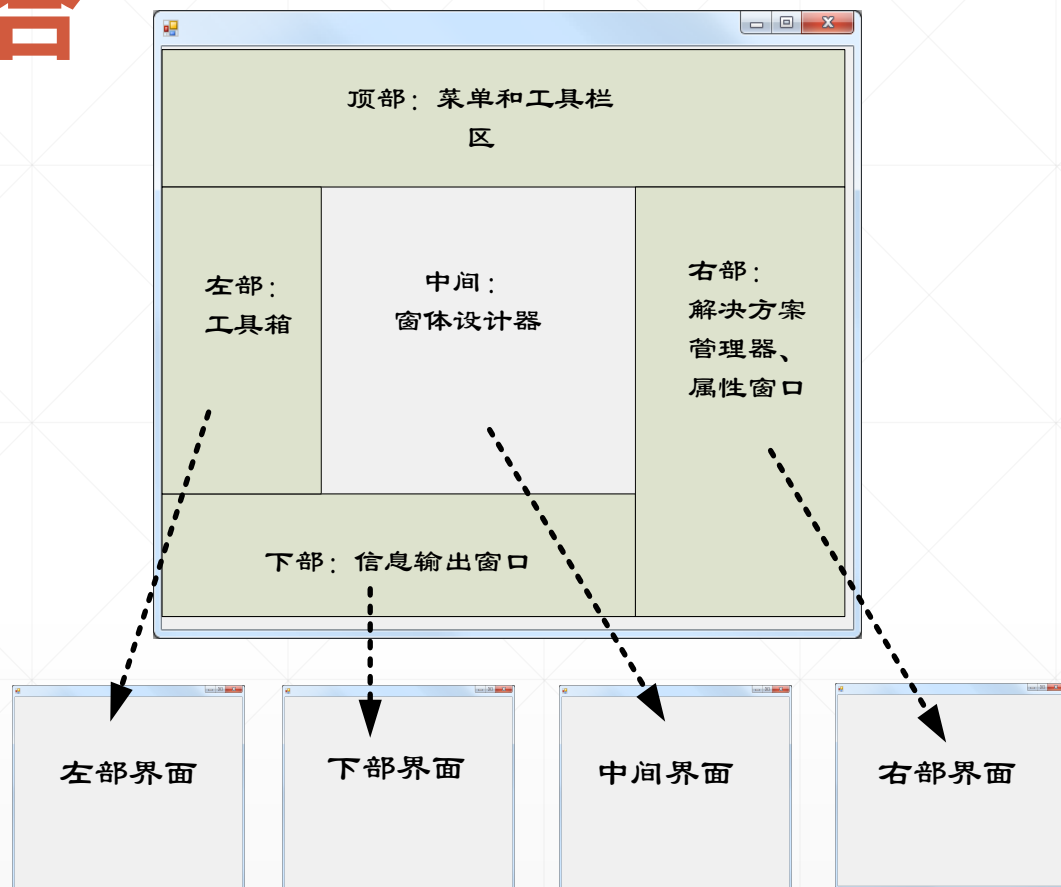 顶部：菜单和工具栏
区
左部：
工具箱
中间：
窗体设计器
右部：
解决方案
管理器、
属性窗口
下部：信息输出窗口
左部界面
下部界面
中间界面
右部界面